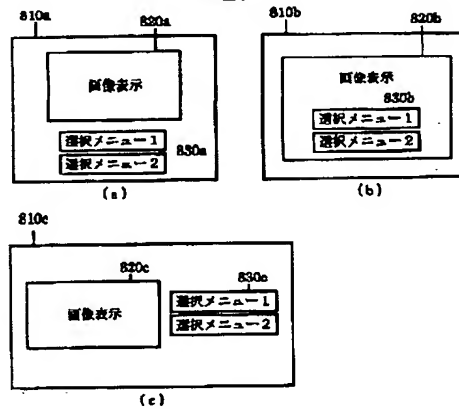 810a
820a
画像表示
選択メニュー1
830a
選択メニュー2
(a)
810b
820b
画像表示
830b
選択メニュー1
選択メニュー2
(b)
810c
820c
830c
画像表示
選択メニュー1
選択メニュー2
(c)